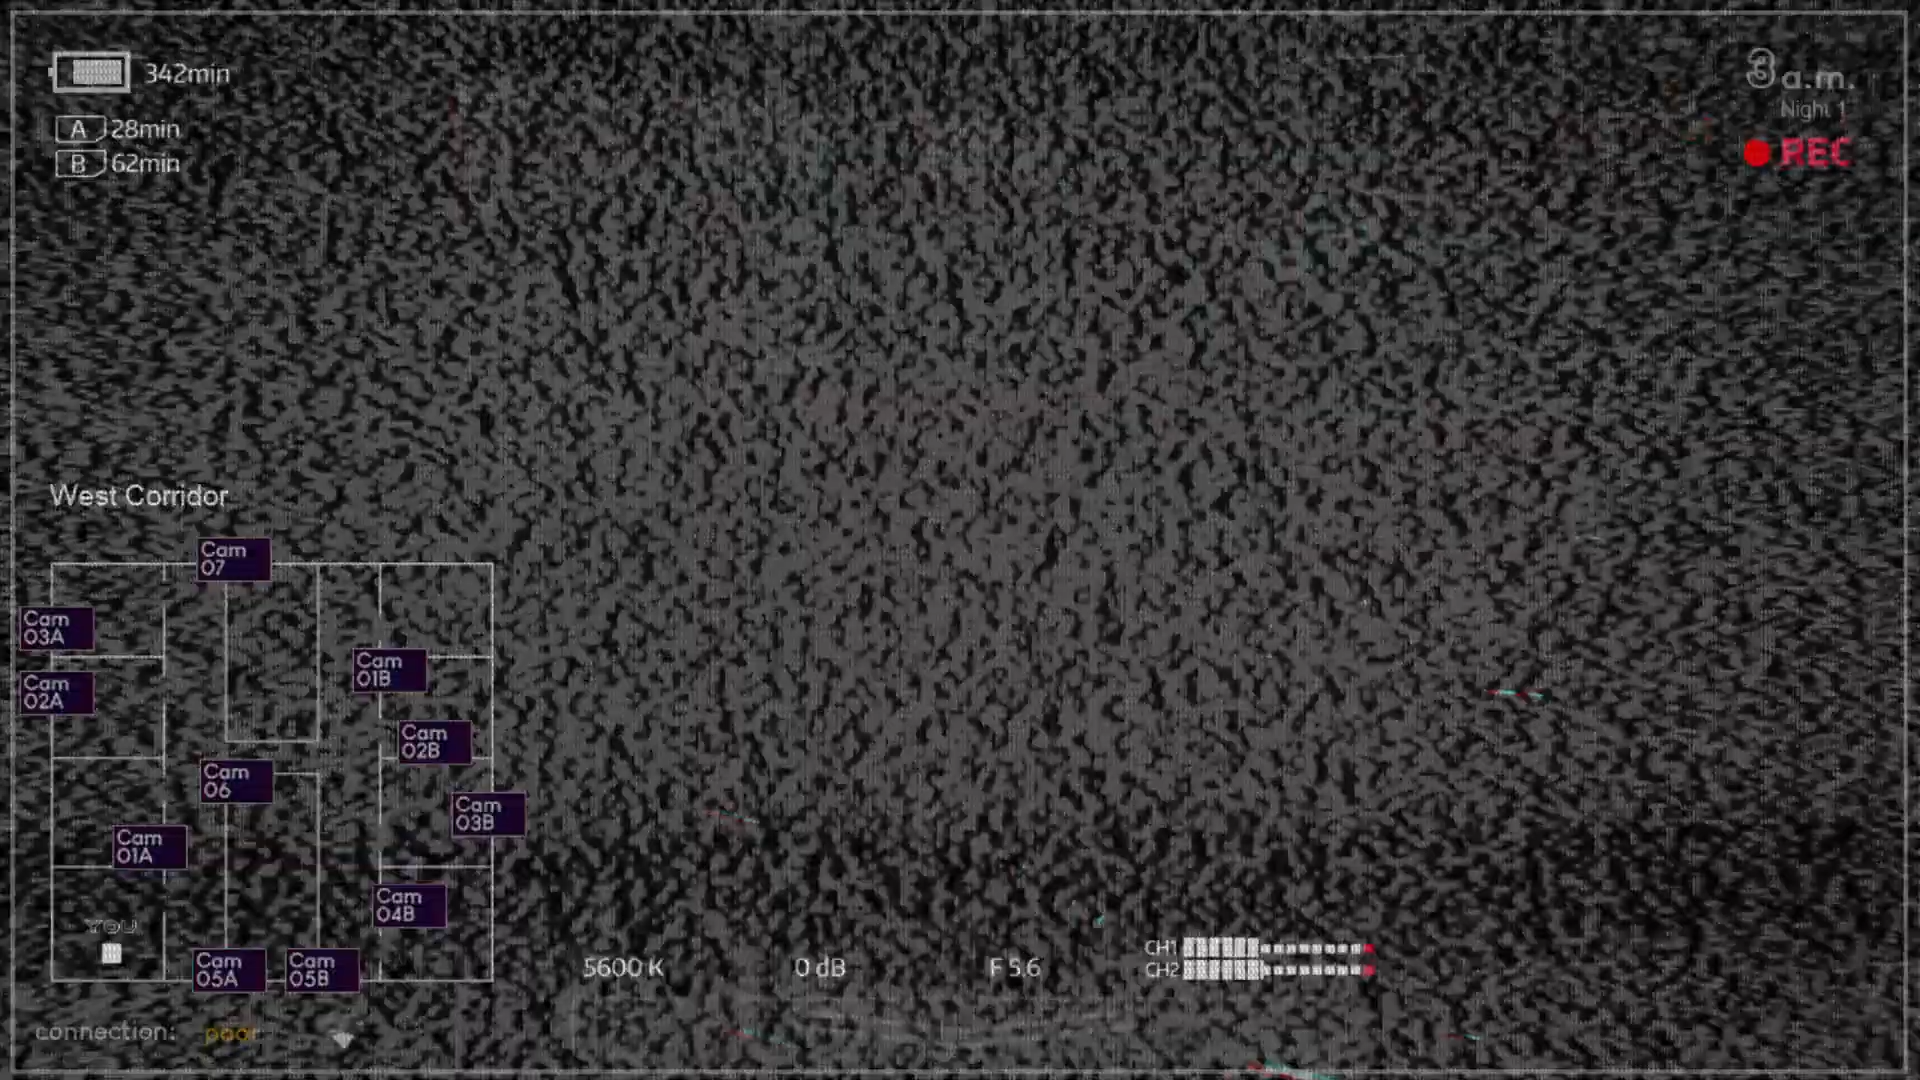 342min
A 28min
B 62min
3 a.m.
Night 1
REC
West Corridor
Cam 07
Cam 03A
Cam 02A
Cam 01B
Cam 02B
Cam 06
Cam 03B
Cam 01A
Cam 04B
YOU
Cam 05A
Cam 05B
5600 K
0 dB
F 5.6
CH1
CH2
connection: poor